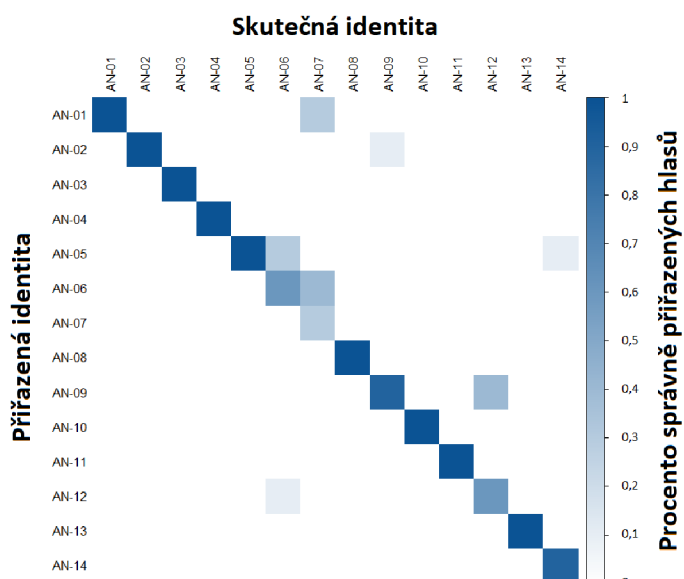 Skutečná identita
AN-01 AN-02 AN-03 AN-04 AN-05 AN-06 AN-07 AN-08 AN-09 AN-10 AN-11 AN-12 AN-13 AN-14
Přiřazená identita
AN-01
AN-02
AN-03
AN-04
AN-05
AN-06
AN-07
AN-08
AN-09
AN-10
AN-11
AN-12
AN-13
AN-14
1
0,9
0,8
0,7
0,6
0,5
0,4
0,3
0,2
0,1
Procento správně přiřazených hlasů